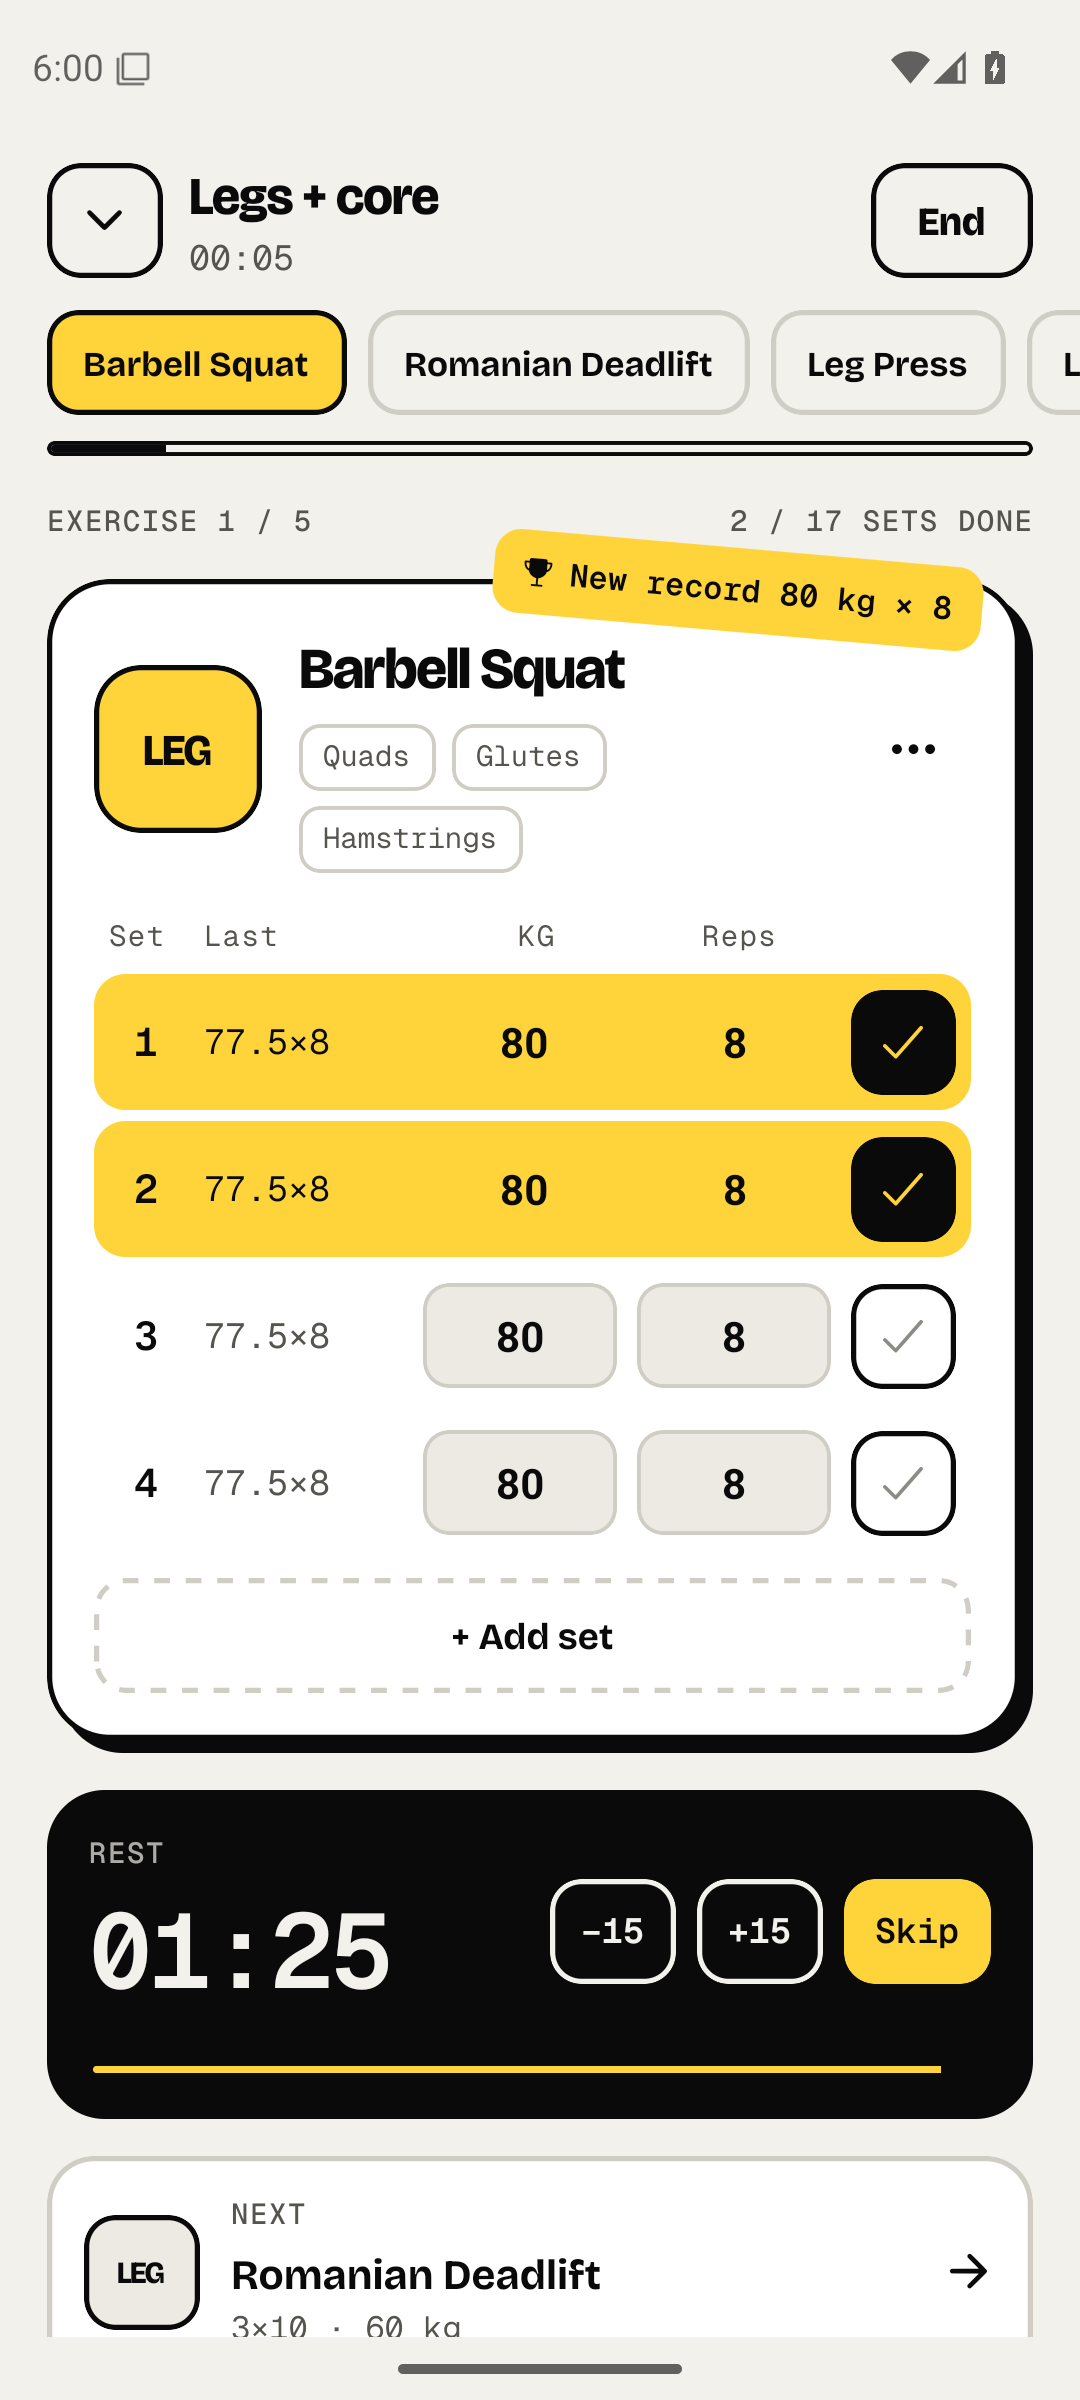 6:00
Legs + core
00:05
End
Barbell Squat
Romanian Deadlift
Leg Press
L
EXERCISE 1 / 5
2 / 17 SETS DONE
New record 80 kg × 8
Barbell Squat
LEG
Quads
Glutes
Hamstrings
Set Last KG Reps
1 77.5×8 80 8
2 77.5×8 80 8
3 77.5×8 80 8
4 77.5×8 80 8
+ Add set
REST
01:25
−15
+15
Skip
NEXT
LEG
Romanian Deadlift
3×10 · 60 kg